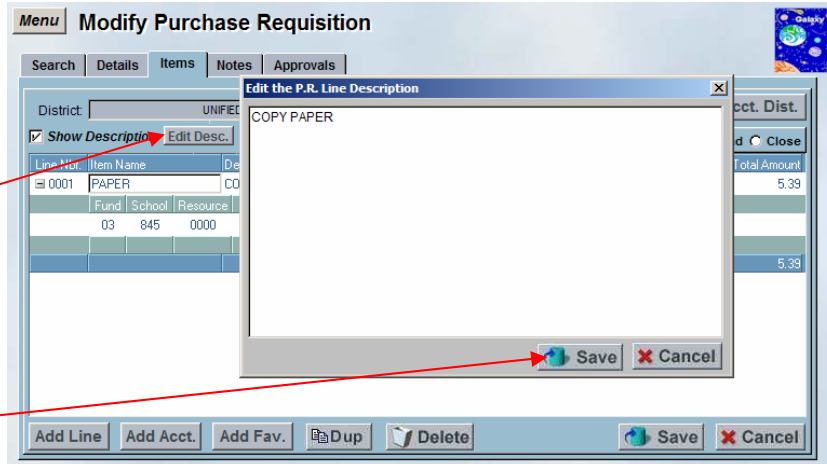 Menu Modify Purchase Requisition
Galaxy
Search Details Items Notes Approvals
Edit the P.R. Line Description
District: UNIFIED cct. Dist.
COPY PAPER
Show Description Edit Desc. d Close
Line Nbr. Item Name De Total Amount
0001 PAPER CO 5.39
Fund School Resource
03 845 0000
5.39
Save Cancel
Add Line Add Acct. Add Fav. Dup Delete Save Cancel